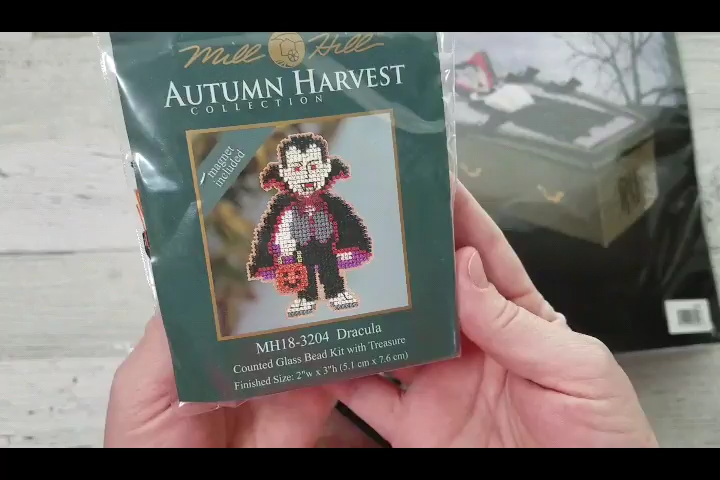 Mill Hill
AUTUMN HARVEST
COLLECTION
magnet
included
MH18-3204 Dracula
Counted Glass Bead Kit with Treasure
Finished Size: 2"w x 3"h (5.1 cm x 7.6 cm)